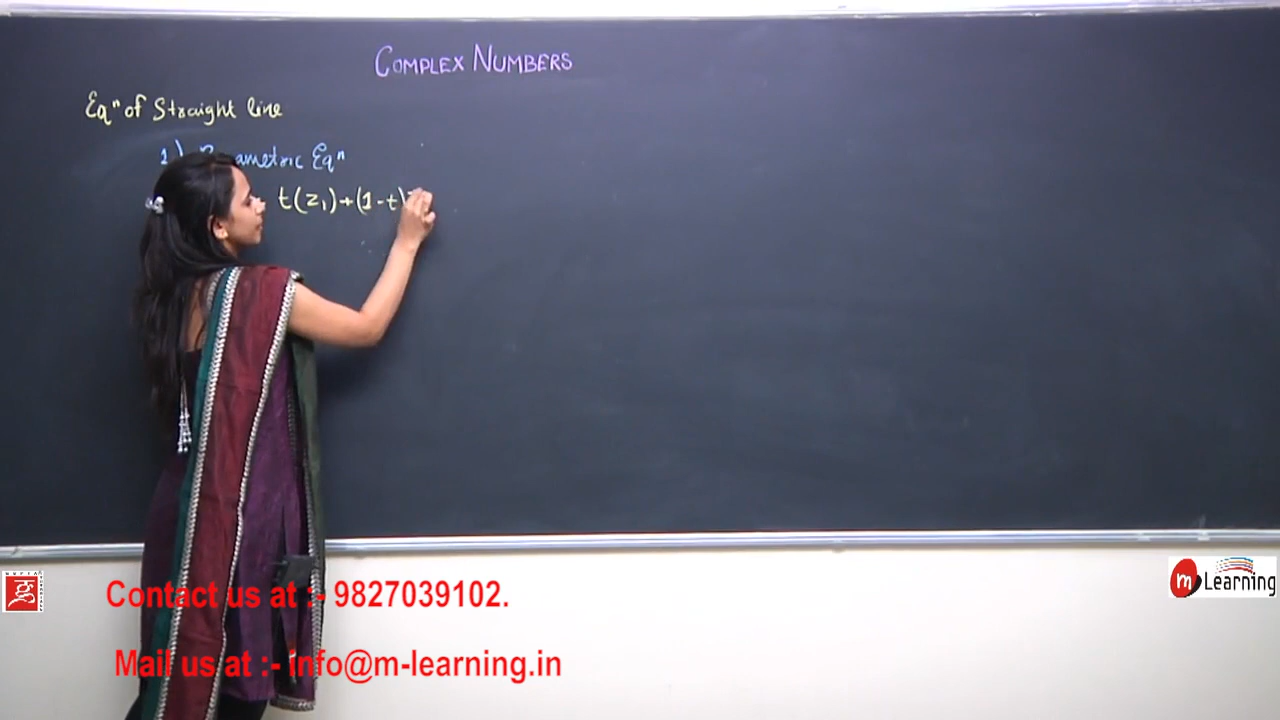 COMPLEX NUMBERS
Eqⁿ of Straight line
1) Parametric Eqⁿ
t(z₁)+(1-t)
Contact us at :- 9827039102.
Mail us at :- info@m-learning.in
m Learning